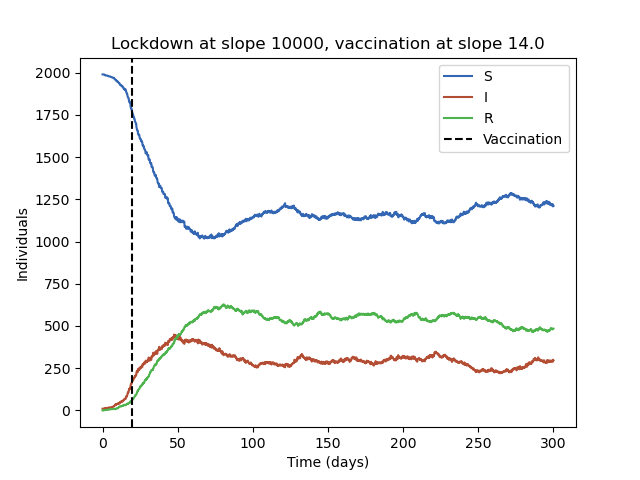 Lockdown at slope 10000, vaccination at slope 14.0
S
I
R
Vaccination
Individuals
2000
1750
1500
1250
1000
750
500
250
0
0 50 100 150 200 250 300
Time (days)